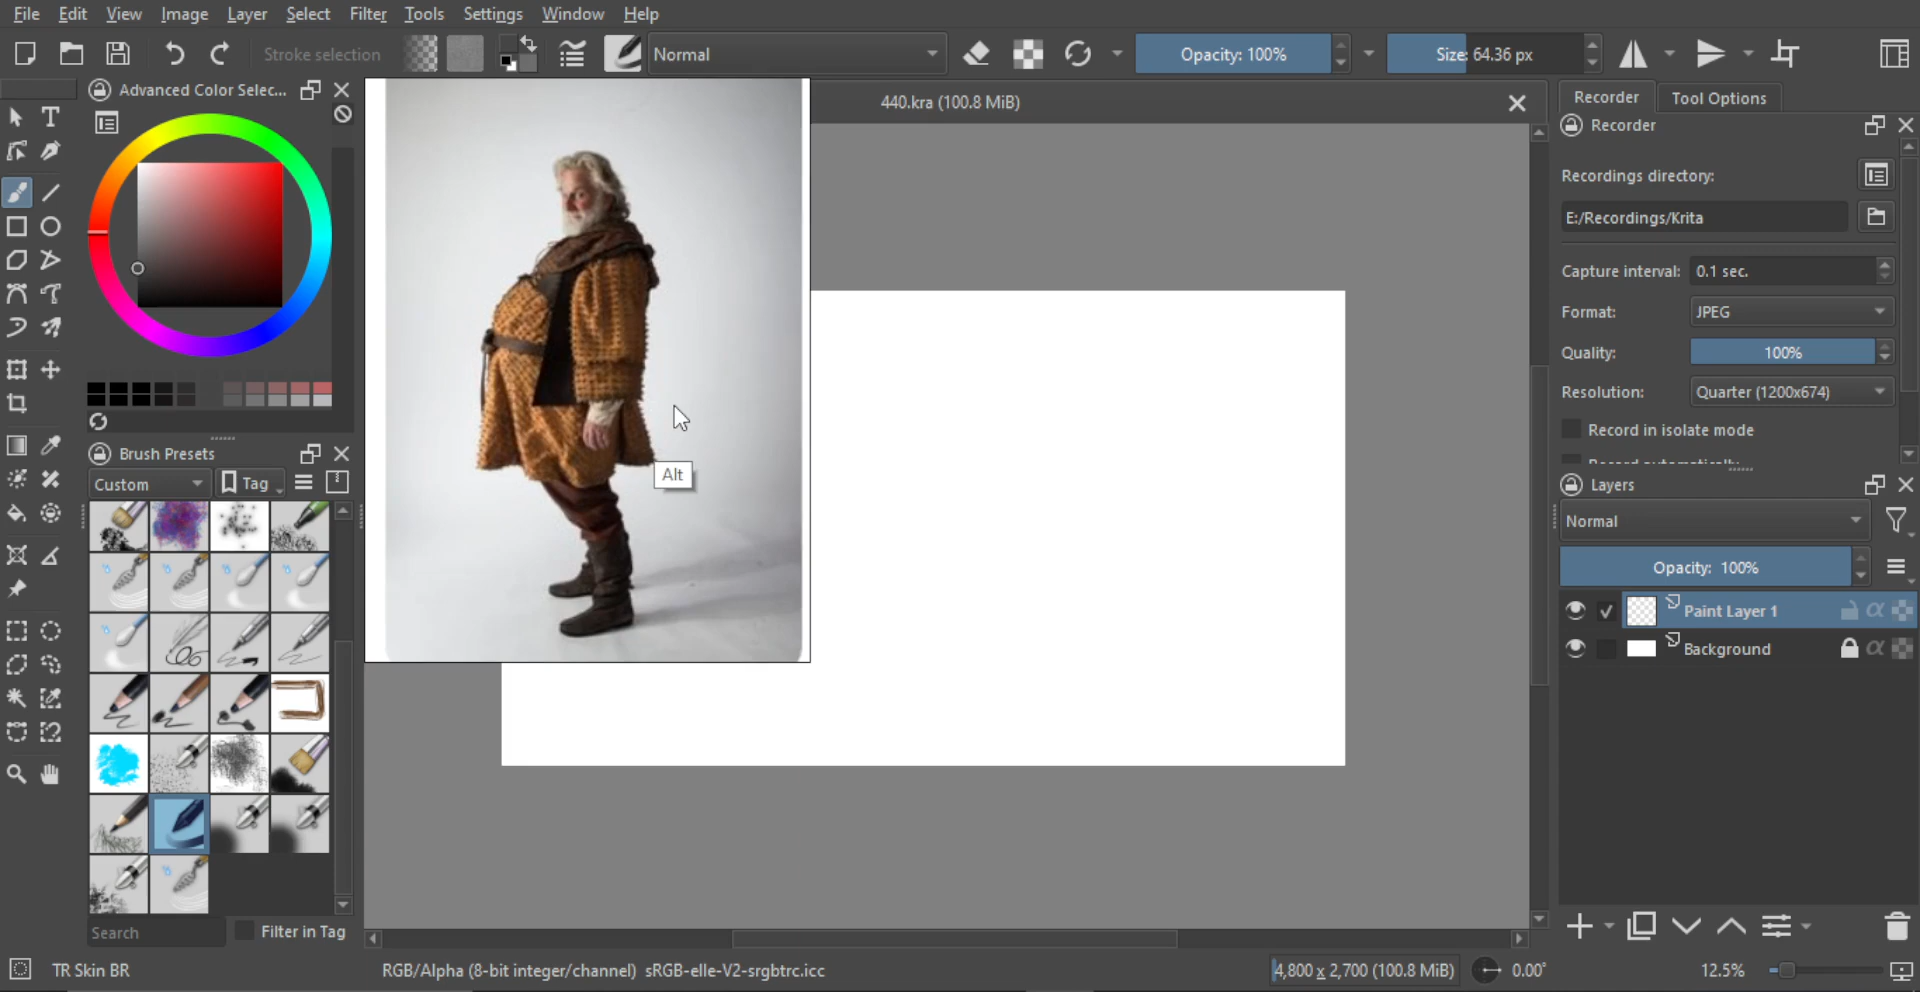 File Edit View Image Layer Select Filter Tools Settings Window Help
Stroke selection Normal Opacity: 100% Size: 64.36 px
Advanced Color Selec...
440.kra (100.8 MiB)
Recorder Tool Options
Recorder
Recordings directory:
E:/Recordings/Krita
Capture interval: 0.1 sec.
Format: JPEG
Quality: 100%
Resolution: Quarter (1200x674)
Record in isolate mode
Record automatically
Brush Presets
Custom Tag
Alt
Layers
Normal
Opacity: 100%
Paint Layer 1
Background
Search Filter in Tag
TR Skin BR RGB/Alpha (8-bit integer/channel) sRGB-elle-V2-srgbtrc.icc 4,800 x 2,700 (100.8 MiB) 0.00° 12.5%